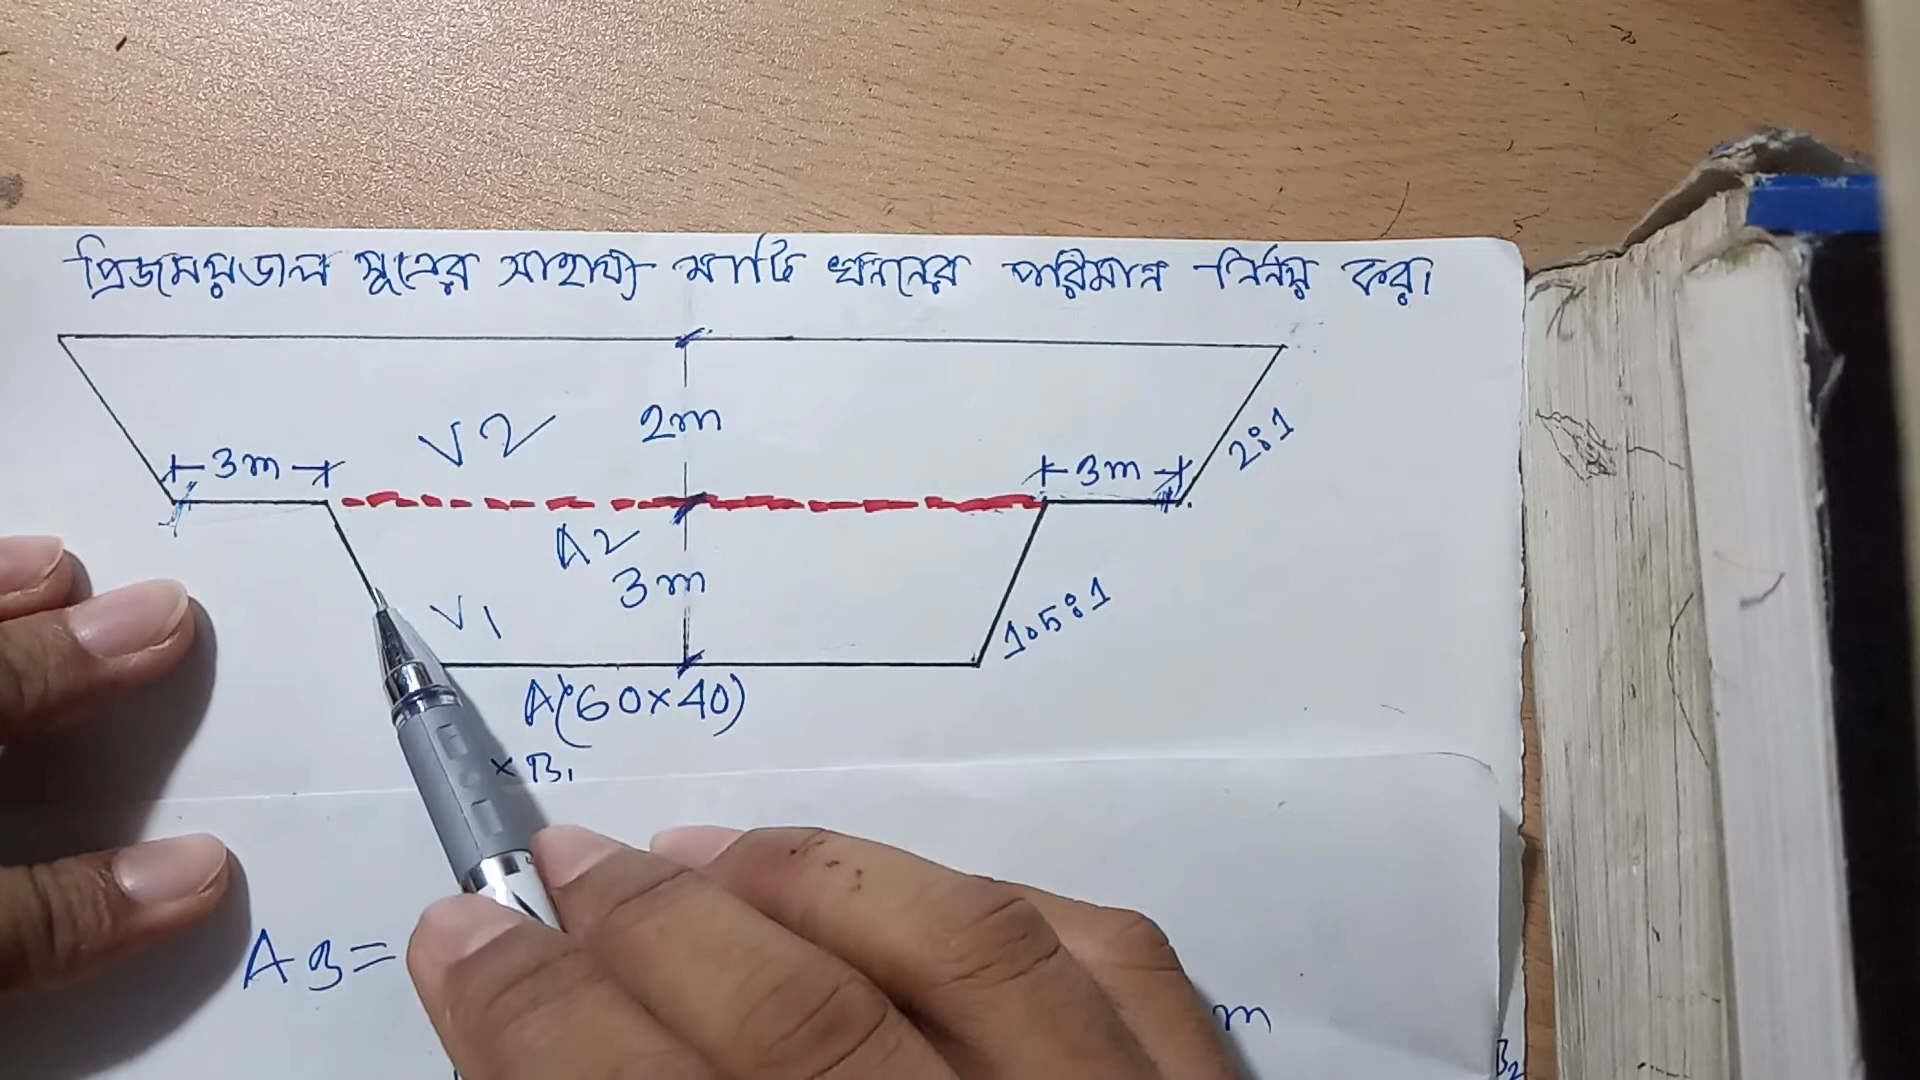 প্রিজময়ডাল সূত্রের সাহায্য মাটি খননের পরিমান নির্নয় কর।
V2 2m
3m 3m 2:1
A2
3m
V1 1.5:1
A(60×40)
× B1
A3=
m
B2